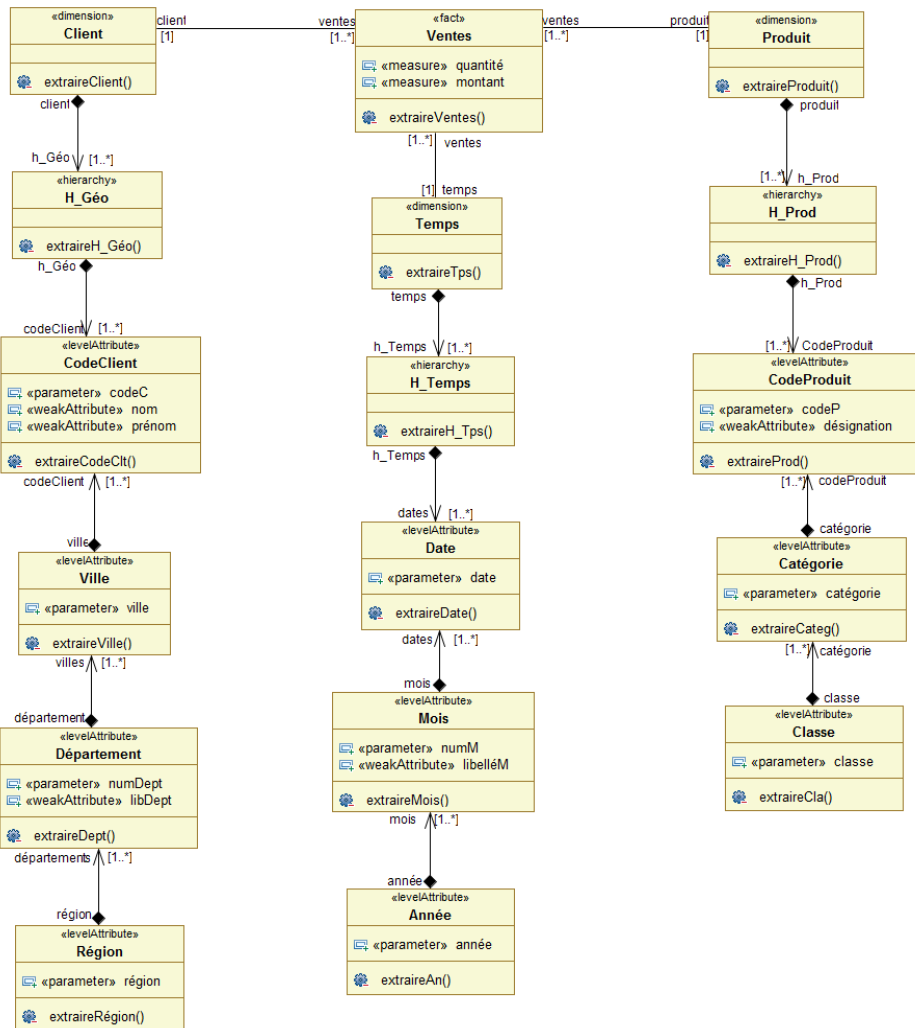 «dimension»
Client
extraireClient()
client
[1]
ventes
[1..*]
«fact»
Ventes
«measure» quantité
«measure» montant
extraireVentes()
ventes
[1..*]
produit
[1]
«dimension»
Produit
extraireProduit()
client
h_Géo
[1..*]
«hierarchy»
H_Géo
extraireH_Géo()
h_Géo
codeClient
[1..*]
«levelAttribute»
CodeClient
«parameter» codeC
«weakAttribute» nom
«weakAttribute» prénom
extraireCodeClt()
codeClient
[1..*]
ville
«levelAttribute»
Ville
«parameter» ville
extraireVille()
villes
[1..*]
département
«levelAttribute»
Département
«parameter» numDept
«weakAttribute» libDept
extraireDept()
départements
[1..*]
région
«levelAttribute»
Région
«parameter» région
extraireRégion()
[1..*]
ventes
[1] temps
«dimension»
Temps
extraireTps()
temps
h_Temps
[1..*]
«hierarchy»
H_Temps
extraireH_Tps()
h_Temps
dates
[1..*]
«levelAttribute»
Date
«parameter» date
extraireDate()
dates
[1..*]
mois
«levelAttribute»
Mois
«parameter» numM
«weakAttribute» libelléM
extraireMois()
mois
[1..*]
année
«levelAttribute»
Année
«parameter» année
extraireAn()
produit
[1..*]
h_Prod
«hierarchy»
H_Prod
extraireH_Prod()
h_Prod
[1..*]
CodeProduit
«levelAttribute»
CodeProduit
«parameter» codeP
«weakAttribute» désignation
extraireProd()
[1..*]
codeProduit
catégorie
«levelAttribute»
Catégorie
«parameter» catégorie
extraireCateg()
[1..*]
catégorie
classe
«levelAttribute»
Classe
«parameter» classe
extraireCla()